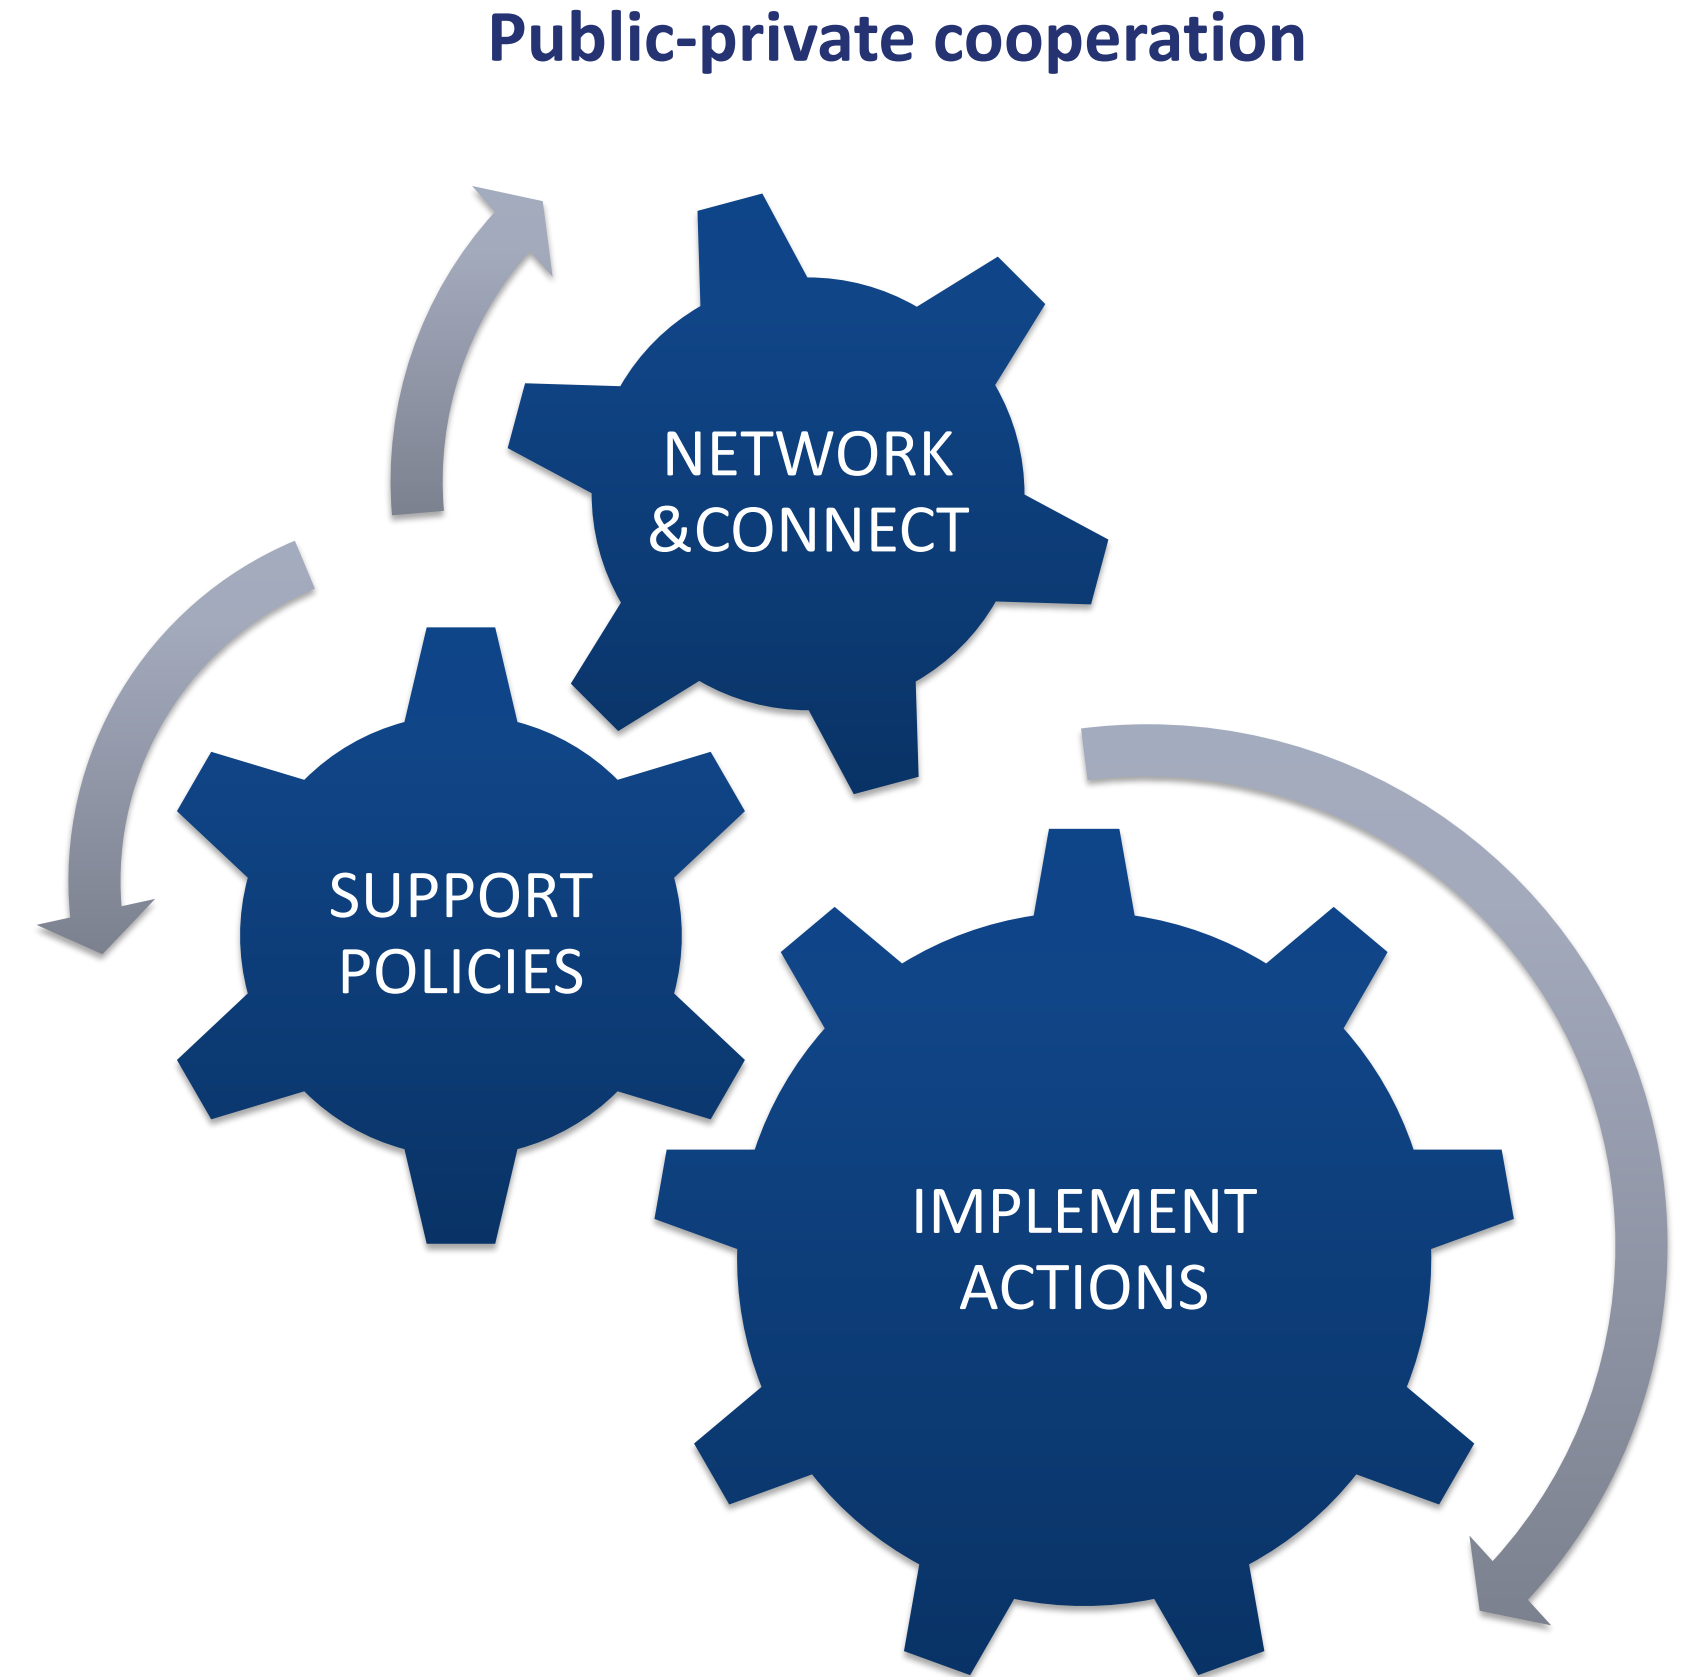 Public-private cooperation
NETWORK
&CONNECT
SUPPORT
POLICIES
IMPLEMENT
ACTIONS